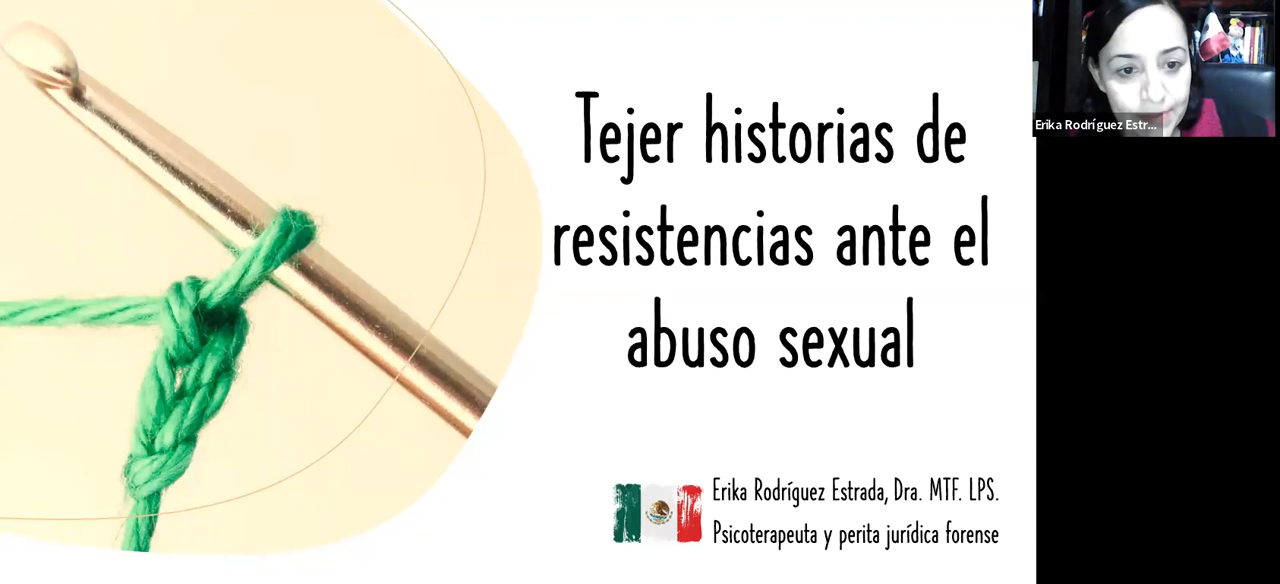 Tejer historias de
resistencias ante el
abuso sexual
Erika Rodríguez Estrada, Dra. MTF. LPS.
Psicoterapeuta y perita jurídica forense
Erika Rodríguez Estr...